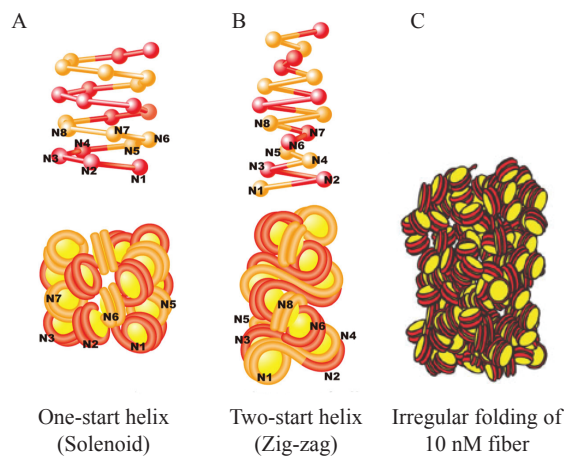 A
B
C
N8
N7
N6
N4
N5
N3
N2
N1
N8
N7
N6
N5
N4
N3
N2
N1
N7
N5
N6
N3
N2
N1
N8
N5
N6
N4
N3
N1
N2
One-start helix
(Solenoid)
Two-start helix
(Zig-zag)
Irregular folding of
10 nM fiber